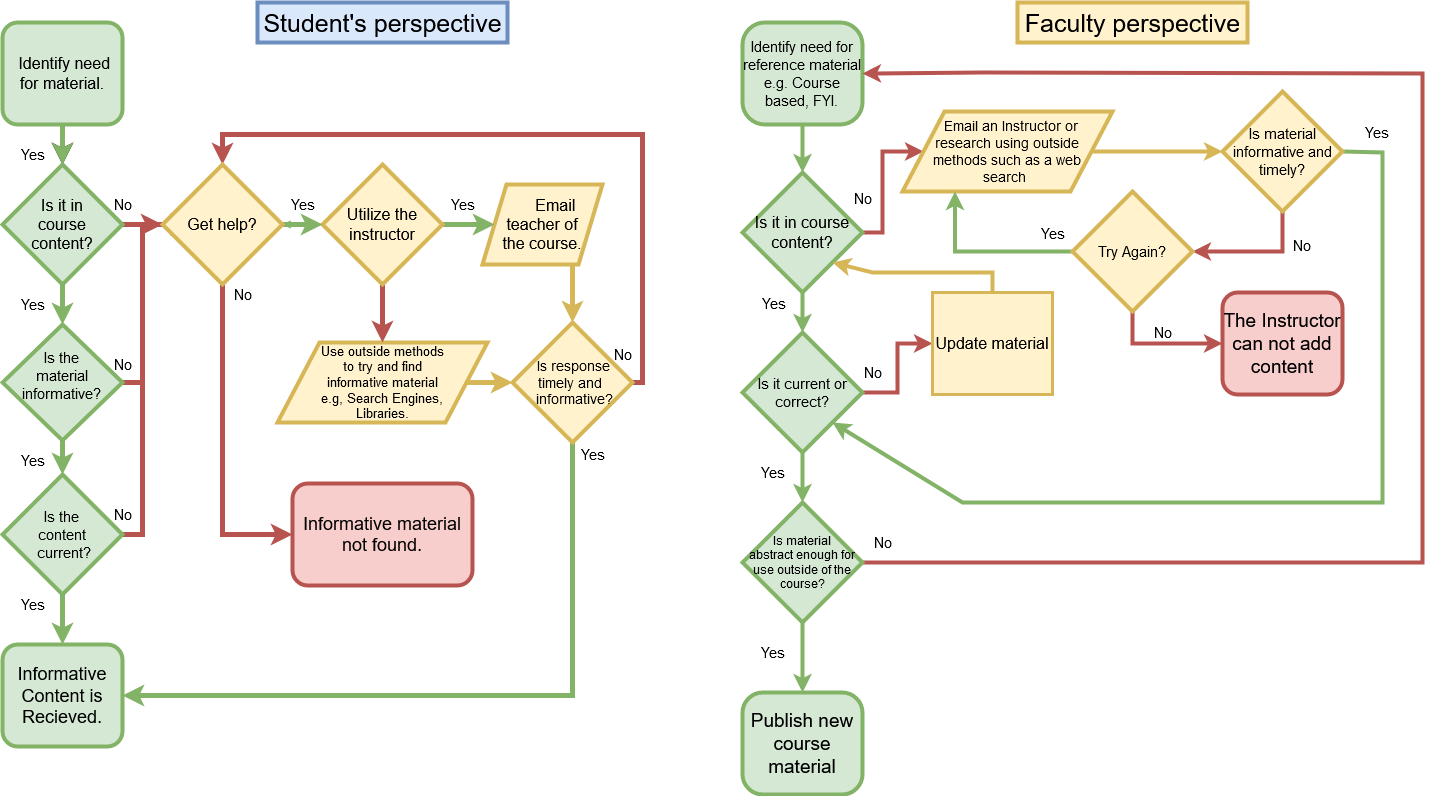 Student's perspective
Identify need
for material.
Yes
Is it in
course
content?
No
Yes
Is the
material
informative?
No
Yes
Is the
content
current?
No
Yes
Informative
Content is
Recieved.
Get help?
Yes
No
Utilize the
instructor
Yes
Email
teacher of
the course.
Use outside methods
to try and find
informative material
e.g, Search Engines,
Libraries.
Is response
timely and
informative?
No
Yes
Informative material
not found.
Faculty perspective
Identify need for
reference material
e.g. Course
based, FYI.
Is it in course
content?
No
Yes
Email an Instructor or
research using outside
methods such as a web
search
Is material
informative and
timely?
Yes
No
Try Again?
Yes
No
The Instructor
can not add
content
Update material
Is it current or
correct?
No
Yes
Is material
abstract enough for
use outside of the
course?
No
Yes
Publish new
course
material